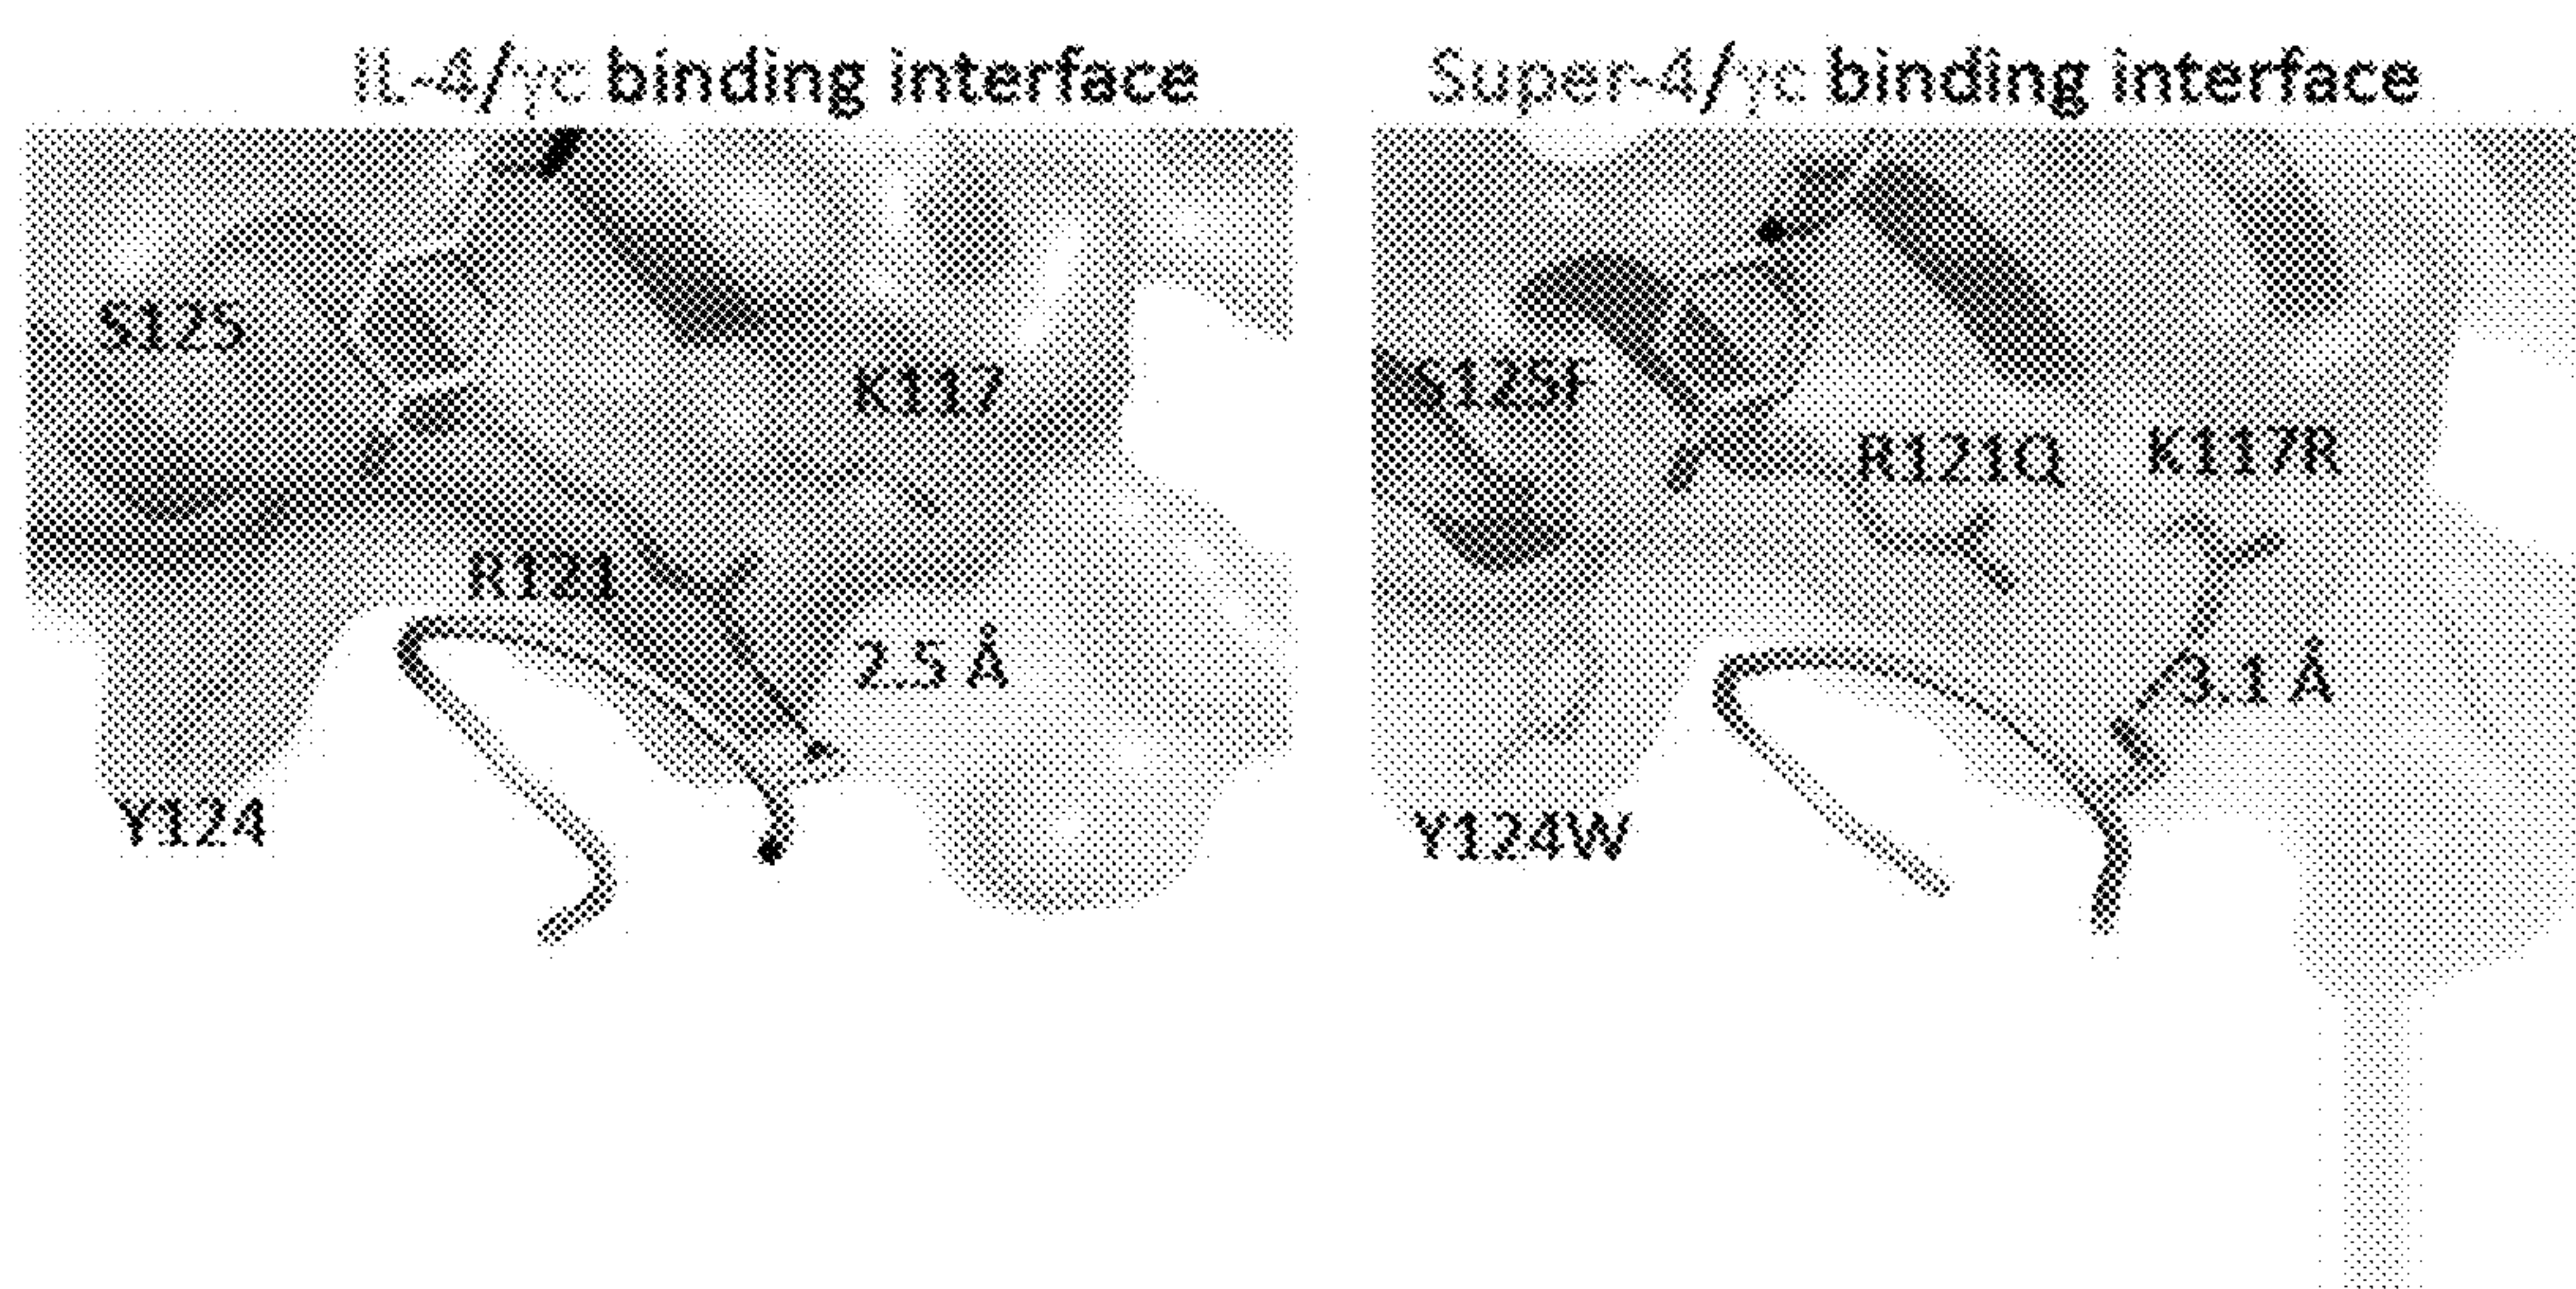 IL-4/γc binding interface
S125
K117
R121
2.5 Å
Y124
Super-4/γc binding interface
S125F
R121Q
K117R
3.1 Å
Y124W